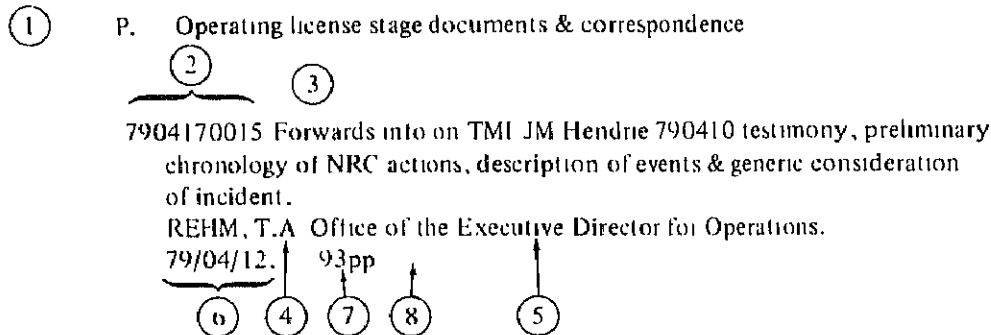 1 P. Operating license stage documents & correspondence
2 3
7904170015 Forwards info on TMI JM Hendrie 790410 testimony, preliminary
chronology of NRC actions, description of events & generic consideration
of incident.
REHM, T.A Office of the Executive Director for Operations.
79/04/12. 93pp
6 4 7 8 5